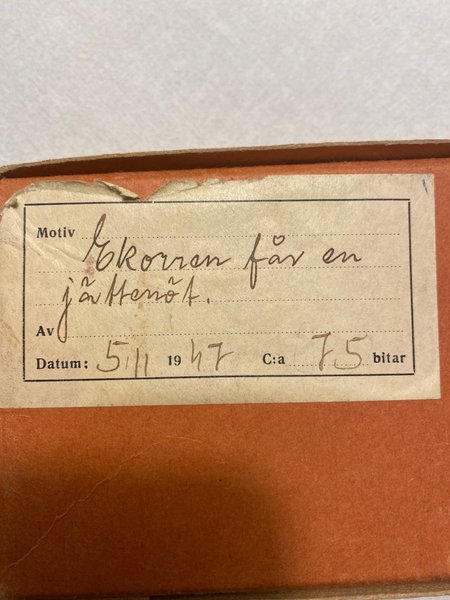 Motiv Ekorren får en
jättenöt.
Av
Datum: 5/11 1947 C:a 75 bitar